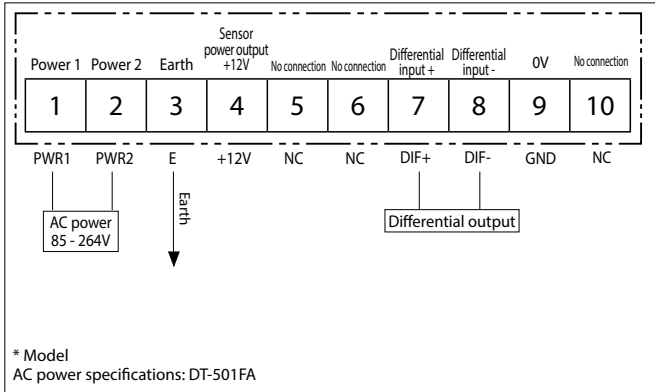 Power 1 Power 2 Earth Sensor power output +12V No connection No connection Differential input + Differential input - 0V No connection
1 2 3 4 5 6 7 8 9 10
PWR1 PWR2 E +12V NC NC DIF+ DIF- GND NC
Earth
AC power
85 - 264V
Differential output
* Model
AC power specifications: DT-501FA